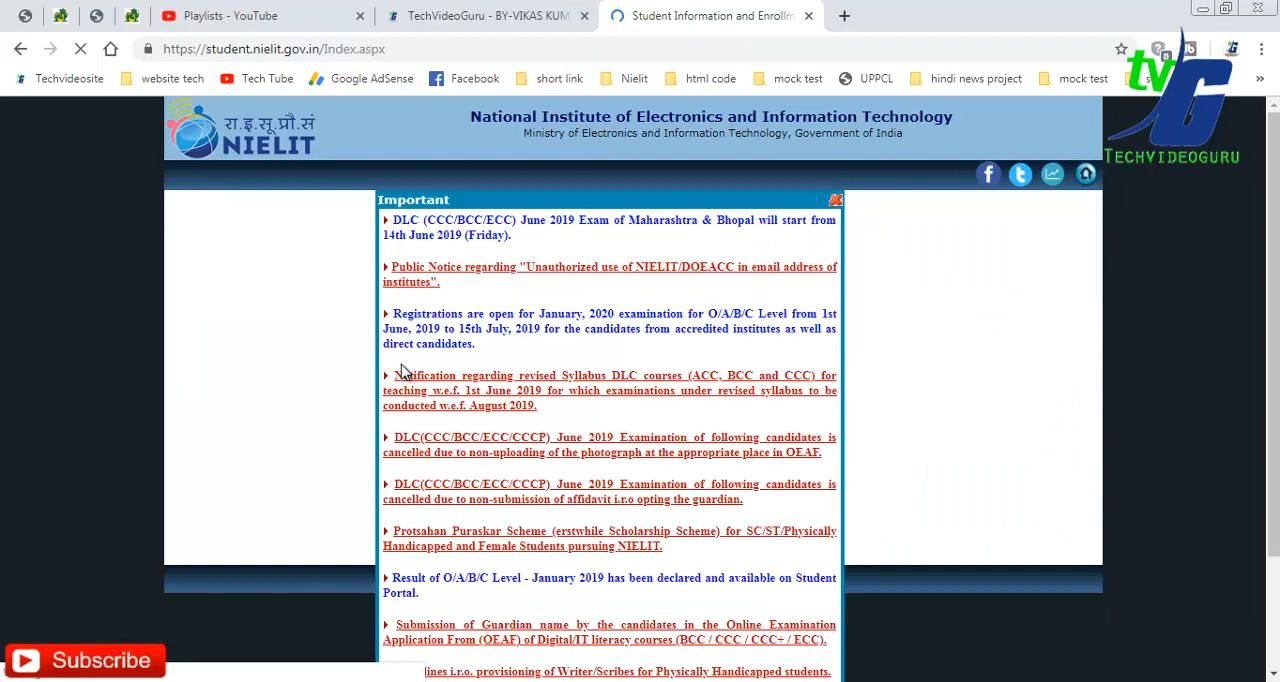 Playlists - YouTube
TechVideoGuru - BY-VIKAS KUM
Student Information and Enrollm
https://student.nielit.gov.in/Index.aspx
Techvideosite
website tech
Tech Tube
Google AdSense
Facebook
short link
Nielit
html code
mock test
UPPCL
hindi news project
mock test
tv
G
TECHVIDEOGURU
रा.इ.सू.प्रौ.सं
NIELIT
National Institute of Electronics and Information Technology
Ministry of Electronics and Information Technology, Government of India
Important
DLC (CCC/BCC/ECC) June 2019 Exam of Maharashtra & Bhopal will start from
14th June 2019 (Friday).
Public Notice regarding "Unauthorized use of NIELIT/DOEACC in email address of
institutes".
Registrations are open for January, 2020 examination for O/A/B/C Level from 1st
June, 2019 to 15th July, 2019 for the candidates from accredited institutes as well as
direct candidates.
Notification regarding revised Syllabus DLC courses (ACC, BCC and CCC) for
teaching w.e.f. 1st June 2019 for which examinations under revised syllabus to be
conducted w.e.f. August 2019.
DLC(CCC/BCC/ECC/CCCP) June 2019 Examination of following candidates is
cancelled due to non-uploading of the photograph at the appropriate place in OEAF.
DLC(CCC/BCC/ECC/CCCP) June 2019 Examination of following candidates is
cancelled due to non-submission of affidavit i.r.o opting the guardian.
Protsahan Puraskar Scheme (erstwhile Scholarship Scheme) for SC/ST/Physically
Handicapped and Female Students pursuing NIELIT.
Result of O/A/B/C Level - January 2019 has been declared and available on Student
Portal.
Submission of Guardian name by the candidates in the Online Examination
Application From (OEAF) of Digital/IT literacy courses (BCC / CCC / CCC+ / ECC).
lines i.r.o. provisioning of Writer/Scribes for Physically Handicapped students.
Subscribe